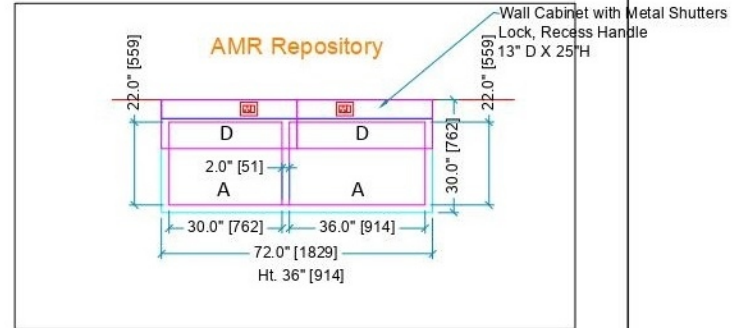 Wall Cabinet with Metal Shutters
Lock, Recess Handle
13" D X 25"H
AMR Repository
22.0" [559]
22.0" [559]
D
D
30.0" [762]
2.0" [51]
A
A
30.0" [762]
36.0" [914]
72.0" [1829]
Ht. 36" [914]